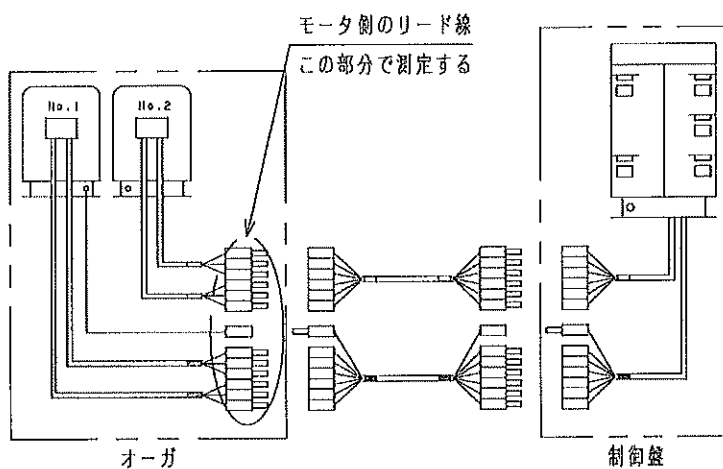 モータ側のリード線
この部分で測定する
No.1
No.2
オーガ
制御盤